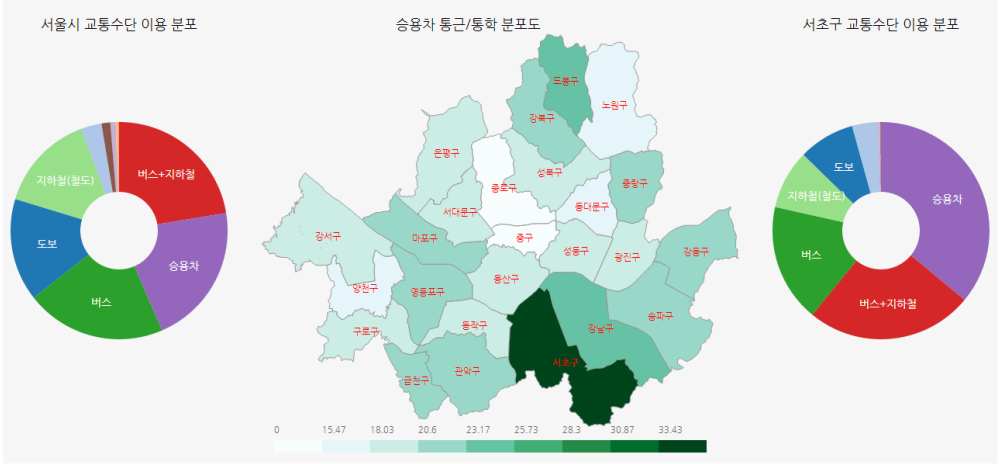 서울시 교통수단 이용 분포
승용차 통근/통학 분포도
서초구 교통수단 이용 분포
버스+지하철
지하철(철도)
승용차
도보
버스
도봉구
노원구
강북구
은평구
성북구
종로구
중랑구
동대문구
서대문구
강서구
마포구
중구
성동구
광진구
강동구
용산구
양천구
영등포구
송파구
구로구
동작구
강남구
서초구
관악구
금천구
도보
승용차
지하철(철도)
버스
버스+지하철
0 15.47 18.03 20.6 23.17 25.73 28.3 30.87 33.43